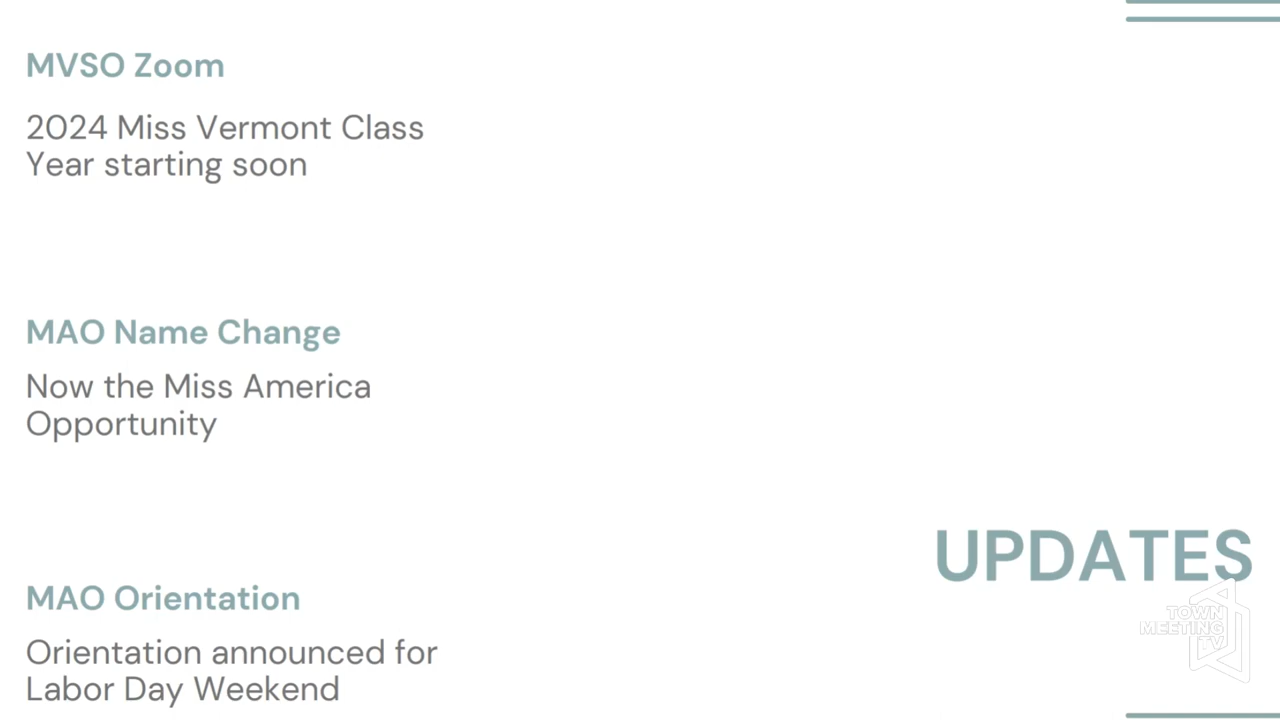 MVSO Zoom
2024 Miss Vermont Class
Year starting soon
MAO Name Change
Now the Miss America
Opportunity
MAO Orientation
Orientation announced for
Labor Day Weekend
UPDATES
TOWN
MEETING
TV